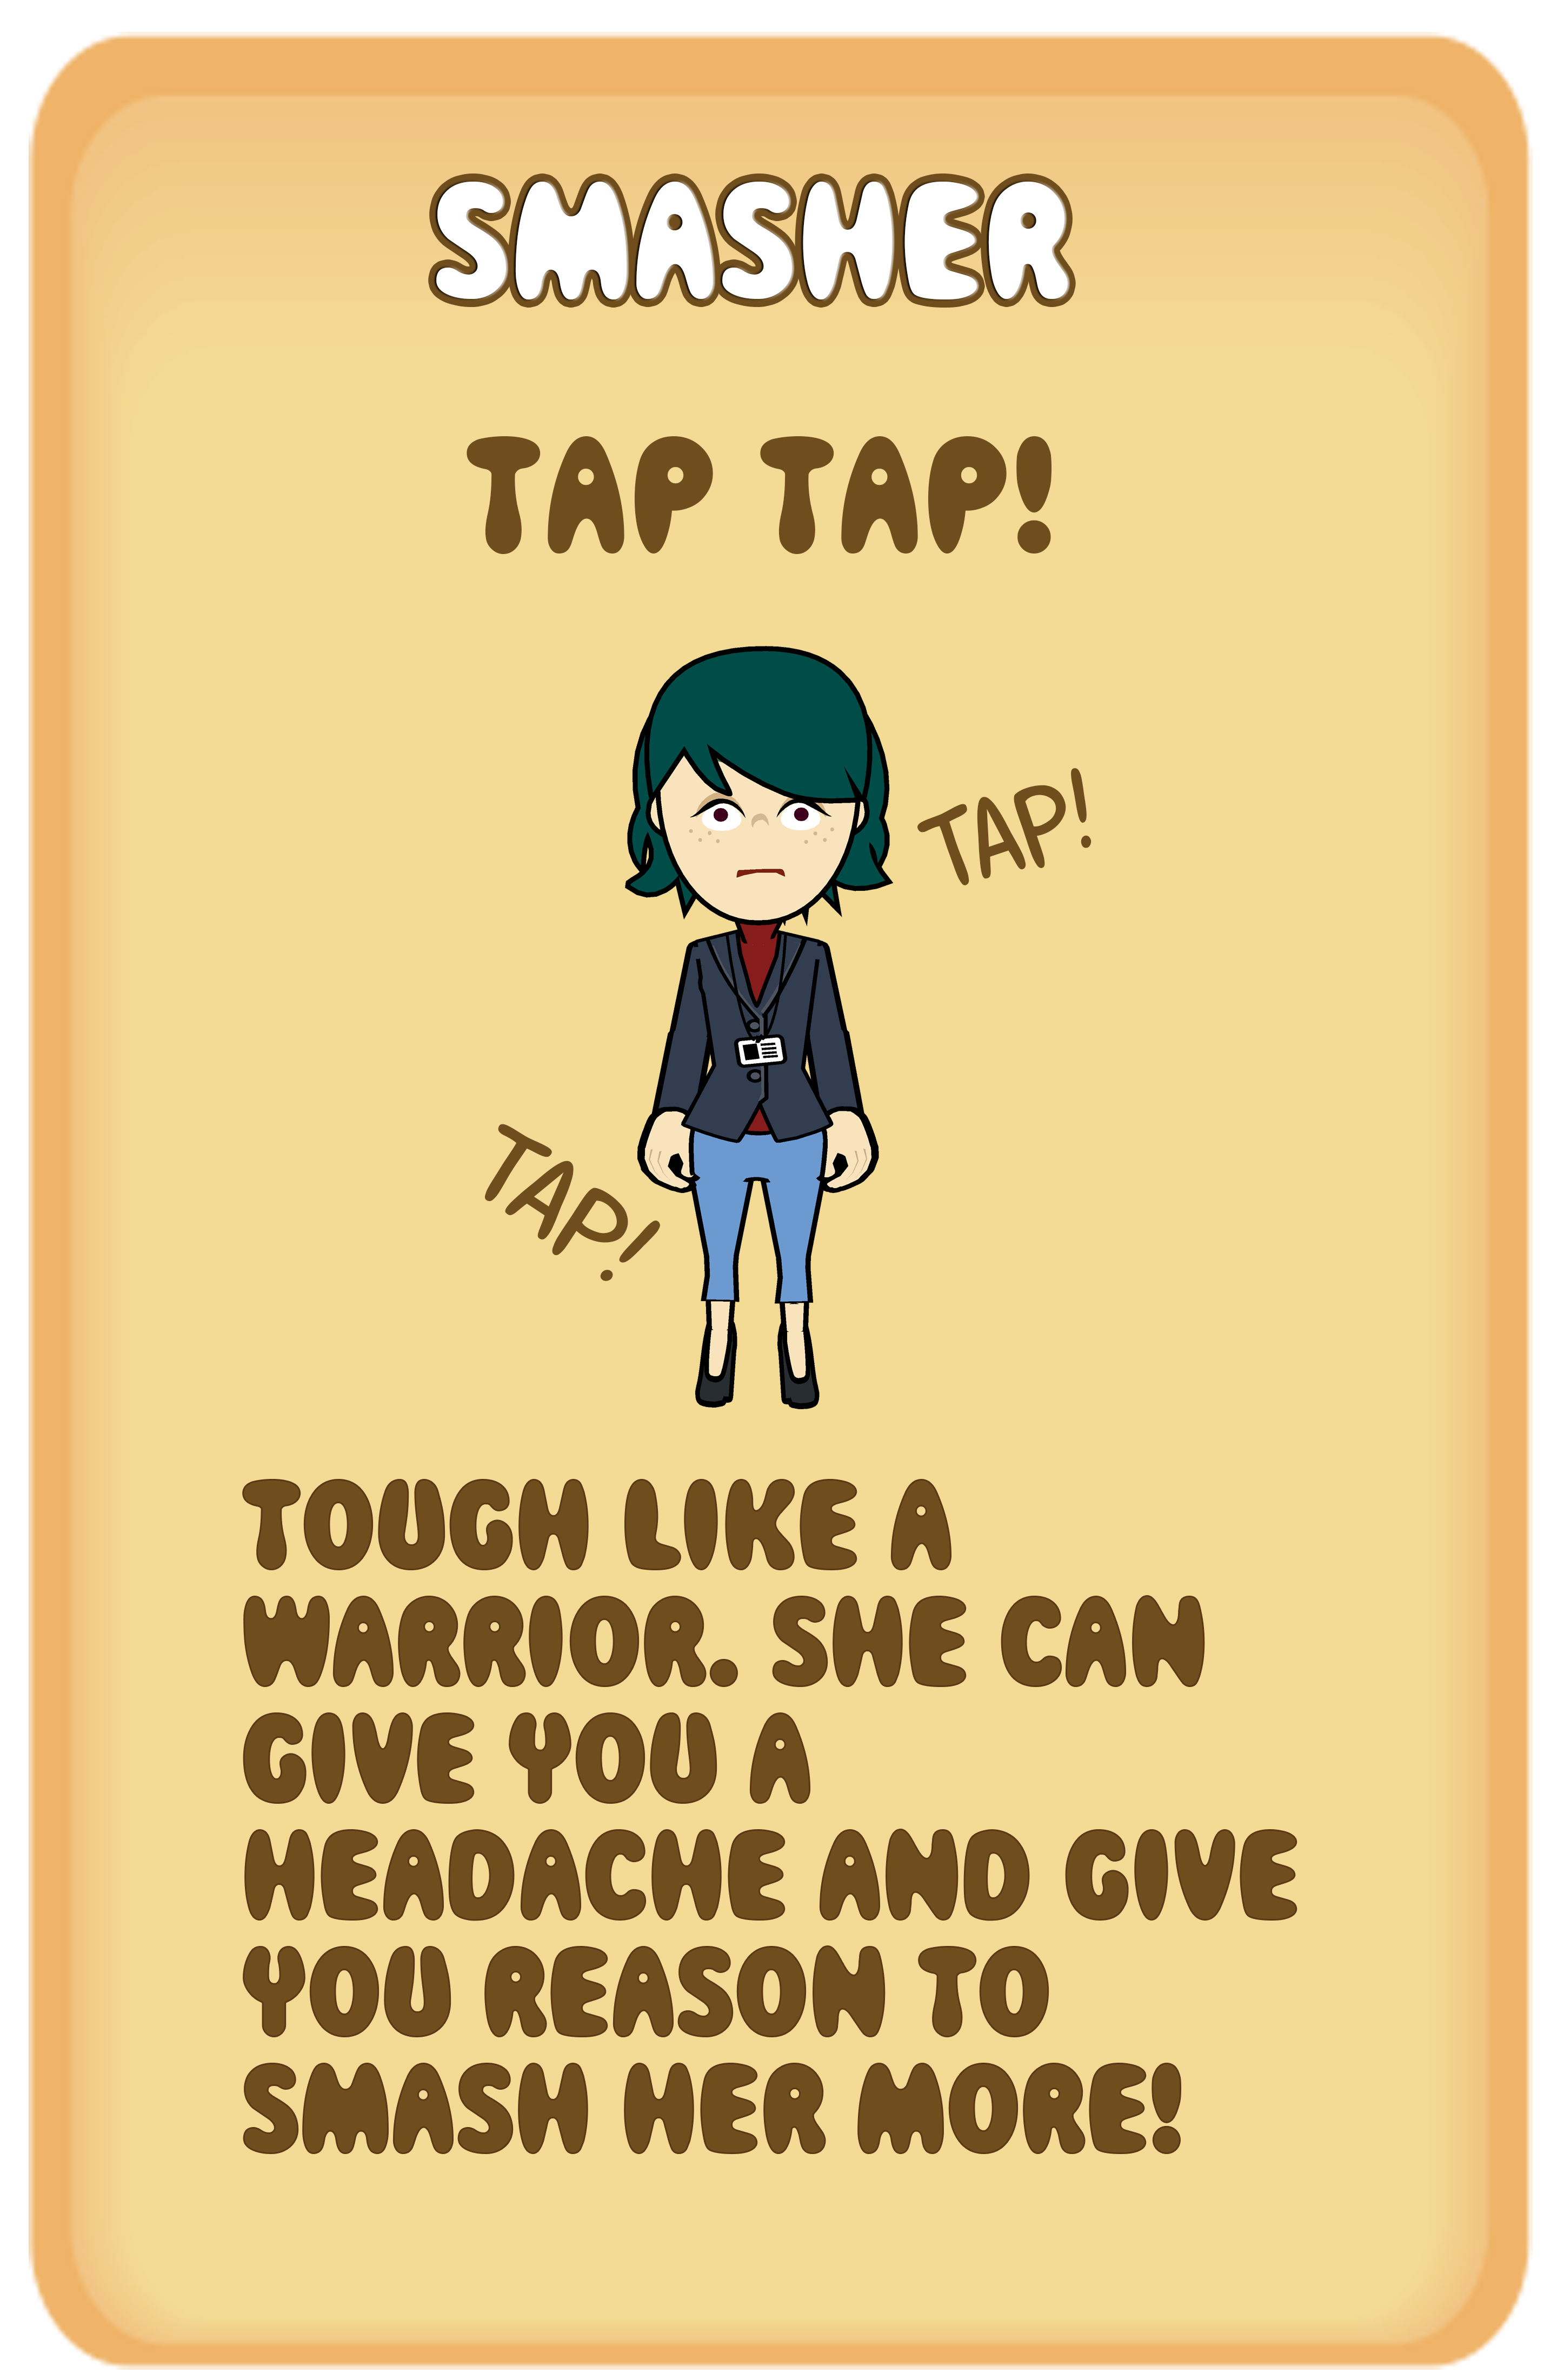 SMASHER
TAP TAP!
TAP!
TAP!
TOUGH LIKE A
WARRIOR. SHE CAN
GIVE YOU A
HEADACHE AND GIVE
YOU REASON TO
SMASH HER MORE!